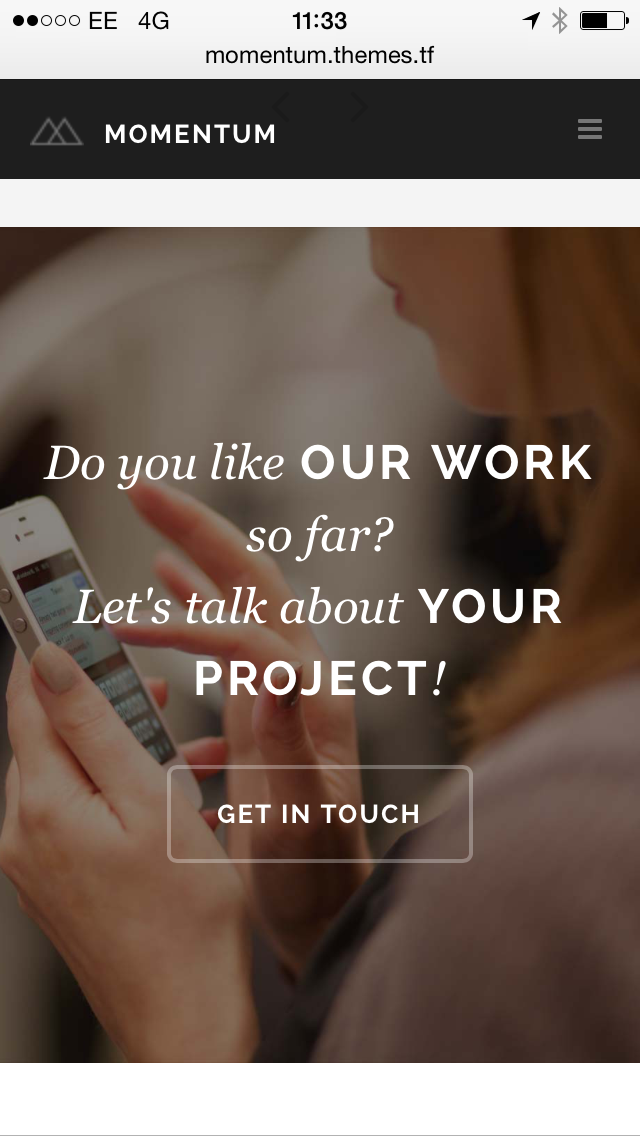 EE 4G 11:33
momentum.themes.tf
MOMENTUM
Do you like OUR WORK
so far?
Let's talk about YOUR
PROJECT!
GET IN TOUCH